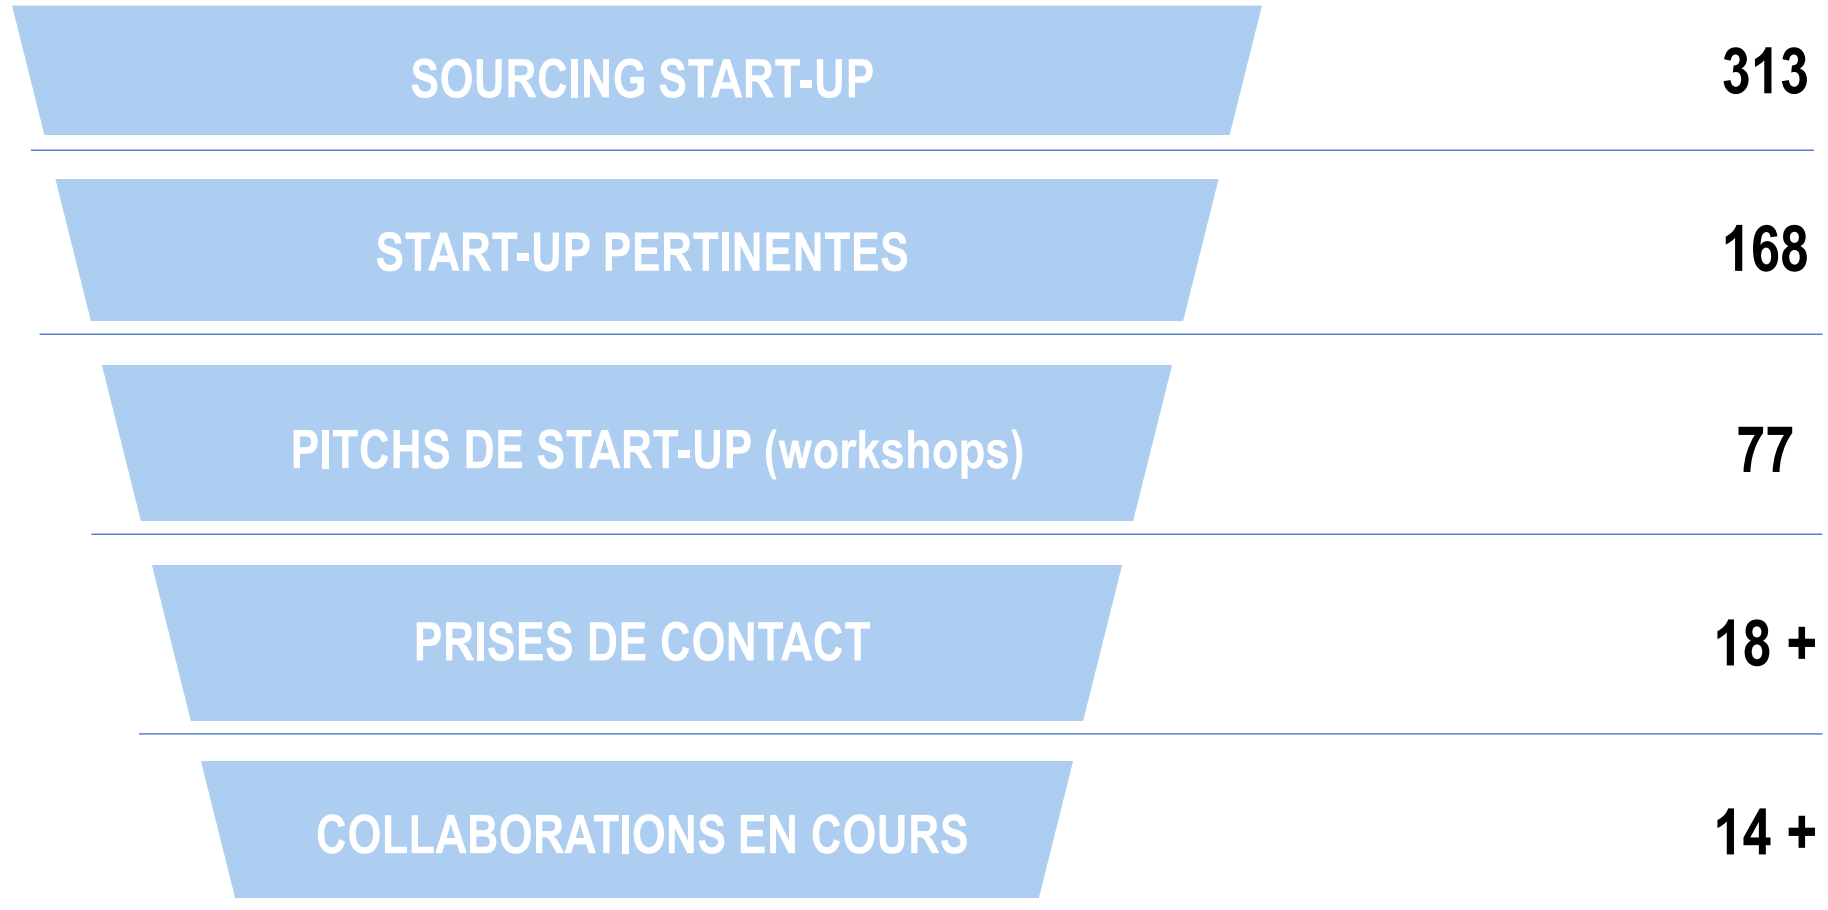 SOURCING START-UP 313
START-UP PERTINENTES 168
PITCHS DE START-UP (workshops) 77
PRISES DE CONTACT 18 +
COLLABORATIONS EN COURS 14 +